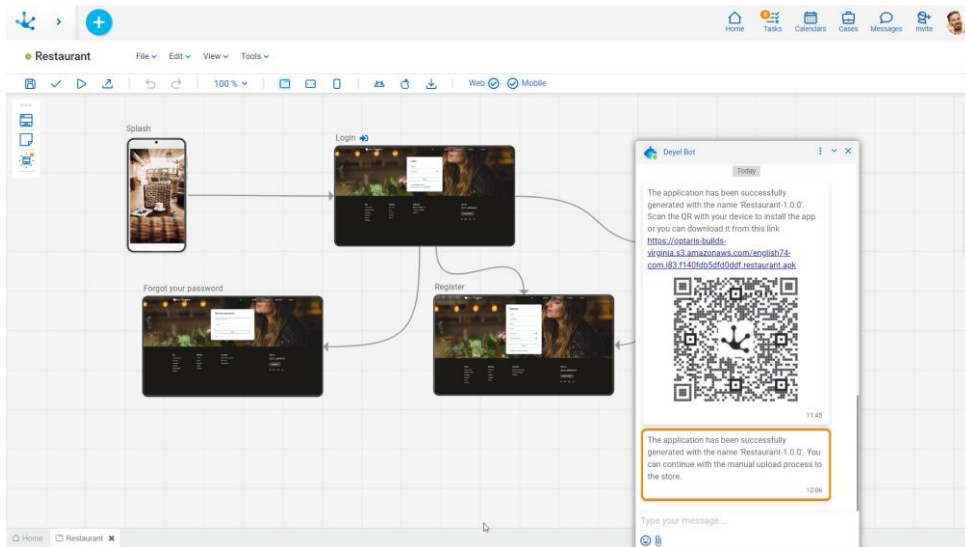 Home
Tasks
Calendars
Cases
Messages
Invite
Restaurant
File Edit View Tools
100 %
Web Mobile
Splash
Login
Forgot your password
Register
Deyel Bot
Today
The application has been successfully
generated with the name 'Restaurant-1.0.0'.
Scan the QR with your device to install the app
or you can download it from this link
https://optaris-builds-
virginia.s3.amazonaws.com/english74-
com.i83.f140fdb5dfd0ddf.restaurant.apk
11:45
The application has been successfully
generated with the name 'Restaurant-1.0.0'. You
can continue with the manual upload process to
the store.
12:06
Type your message...
Home
Restaurant